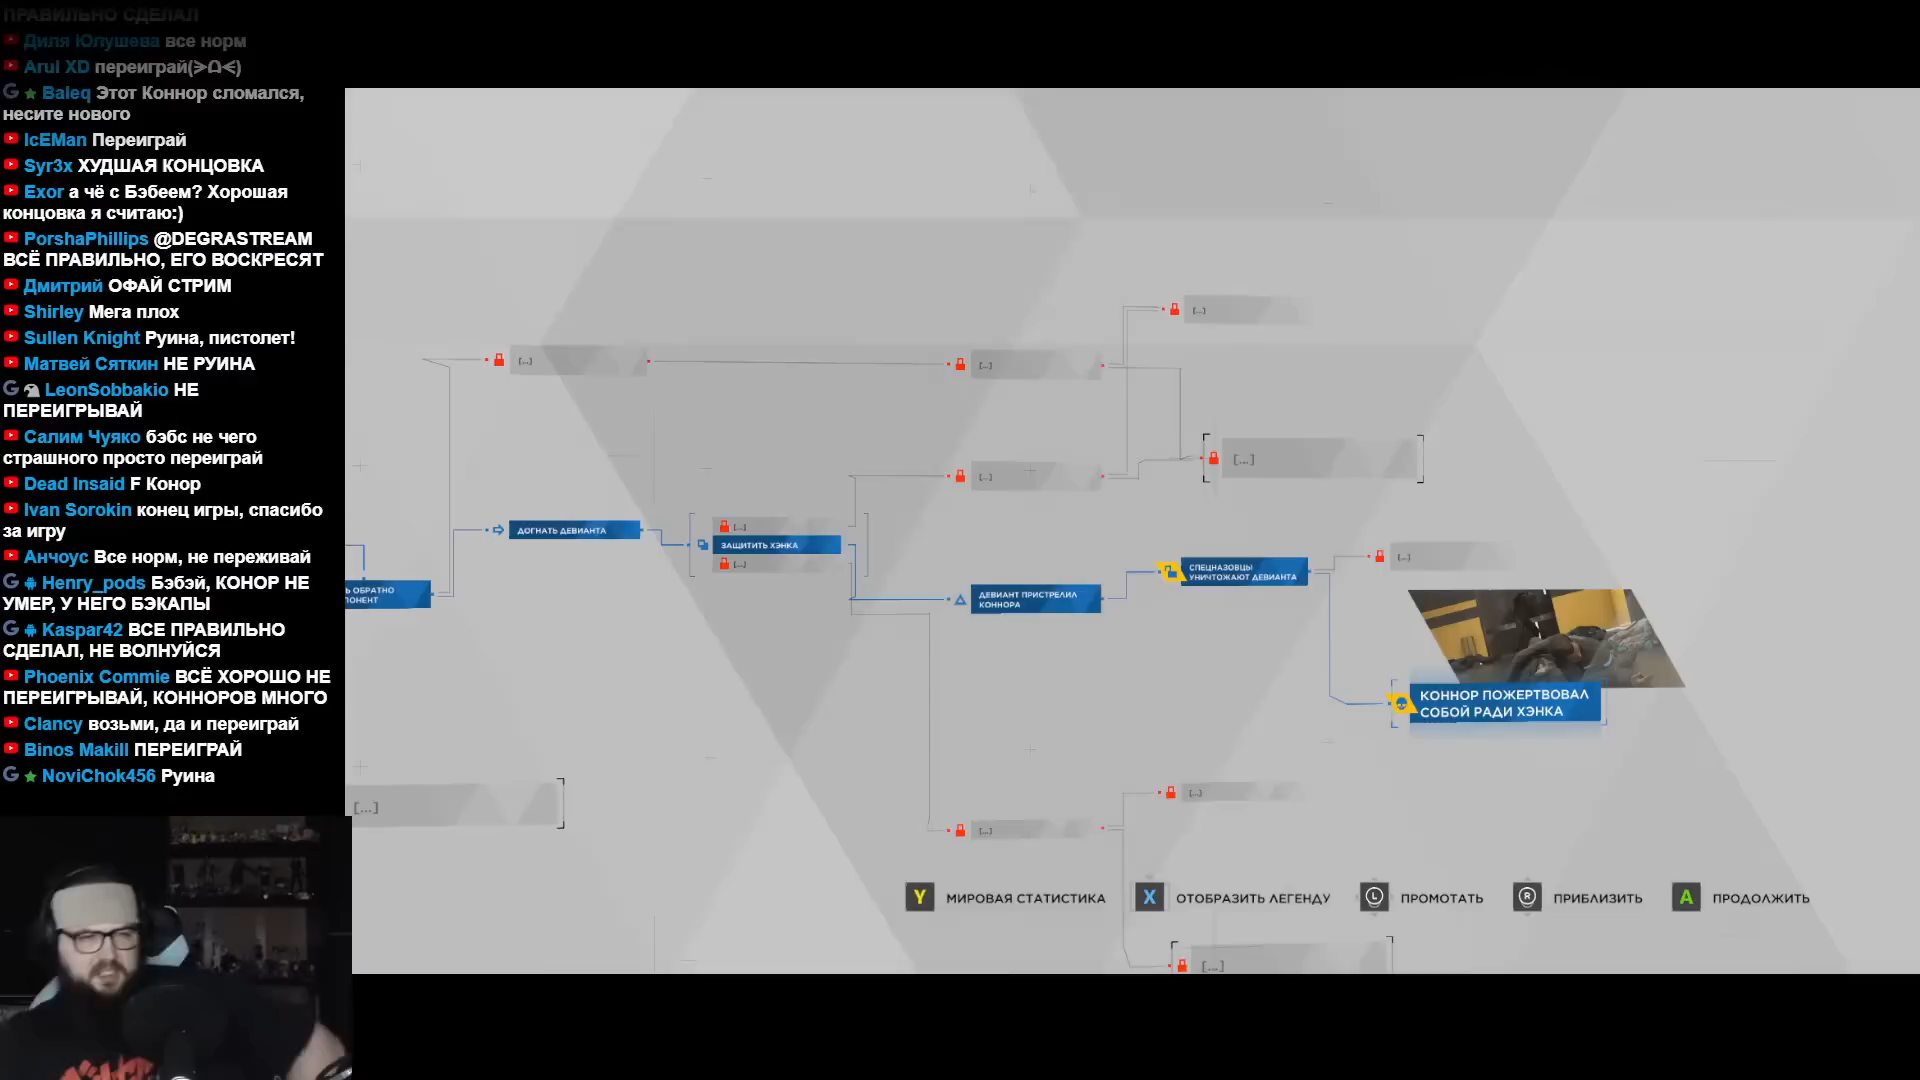 ПРАВИЛЬНО СДЕЛАЛ
Диля Юлушева все норм
Arul XD переиграй(ᗒᗝᗕ)
Baleq Этот Коннор сломался,
несите нового
IcEMan Переиграй
Syr3x ХУДШАЯ КОНЦОВКА
Exor а чё с Бэбеем? Хорошая
концовка я считаю:)
PorshaPhillips @DEGRASTREAM
ВСЁ ПРАВИЛЬНО, ЕГО ВОСКРЕСЯТ
Дмитрий ОФАЙ СТРИМ
Shirley Мега плох
Sullen Knight Руина, пистолет!
Матвей Сяткин НЕ РУИНА
LeonSobbakio НЕ
ПЕРЕИГРЫВАЙ
Салим Чуяко бэбс не чего
страшного просто переиграй
Dead Insaid F Конор
Ivan Sorokin конец игры, спасибо
за игру
Анчоус Все норм, не переживай
Henry_pods Бэбэй, КОНОР НЕ
УМЕР, У НЕГО БЭКАПЫ
Kaspar42 ВСЕ ПРАВИЛЬНО
СДЕЛАЛ, НЕ ВОЛНУЙСЯ
Phoenix Commie ВСЁ ХОРОШО НЕ
ПЕРЕИГРЫВАЙ, КОННОРОВ МНОГО
Clancy возьми, да и переиграй
Binos Makill ПЕРЕИГРАЙ
NoviChok456 Руина
[...]
[...]
[...]
[...]
[...]
ДОГНАТЬ ДЕВИАНТА
[...]
ЗАЩИТИТЬ ХЭНКА
[...]
Ь ОБРАТНО
ПОНЕНТ
ДЕВИАНТ ПРИСТРЕЛИЛ
КОННОРА
СПЕЦНАЗОВЦЫ
УНИЧТОЖАЮТ ДЕВИАНТА
[...]
КОННОР ПОЖЕРТВОВАЛ
СОБОЙ РАДИ ХЭНКА
[...]
[...]
[...]
[...]
Y МИРОВАЯ СТАТИСТИКА
X ОТОБРАЗИТЬ ЛЕГЕНДУ
L ПРОМОТАТЬ
R ПРИБЛИЗИТЬ
A ПРОДОЛЖИТЬ